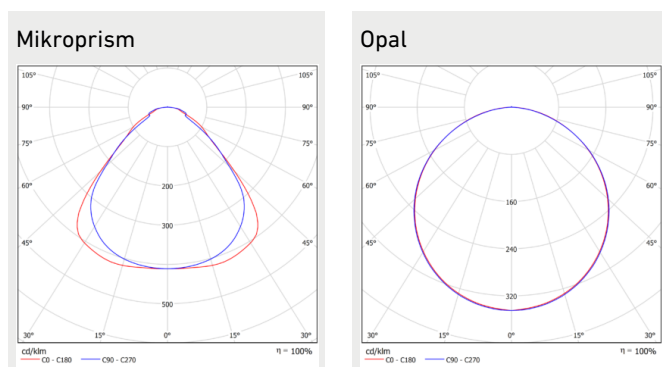 Mikroprism
105° 105°
90° 90°
75° 75°
60° 60°
200
300
45° 45°
500
30° 15° 0° 15° 30°
cd/klm η = 100%
C0 - C180 C90 - C270
Opal
105° 105°
90° 90°
75° 75°
60° 60°
160
45° 45°
240
320
30° 15° 0° 15° 30°
cd/klm η = 100%
C0 - C180 C90 - C270